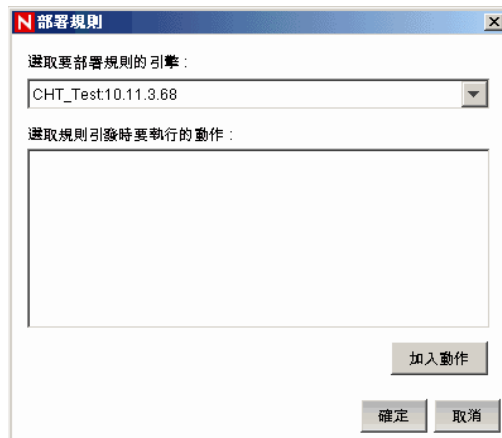 N 部署規則
選取要部署規則的引擎：
CHT_Test:10.11.3.68
選取規則引發時要執行的動作：
加入動作
確定 取消